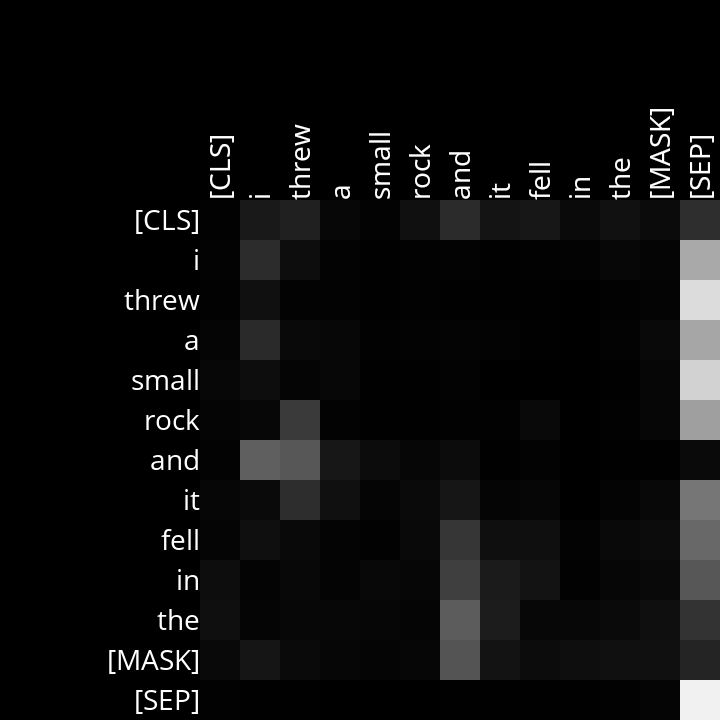 [CLS] i threw a small rock and it fell in the [MASK] [SEP]
[CLS]
i
threw
a
small
rock
and
it
fell
in
the
[MASK]
[SEP]